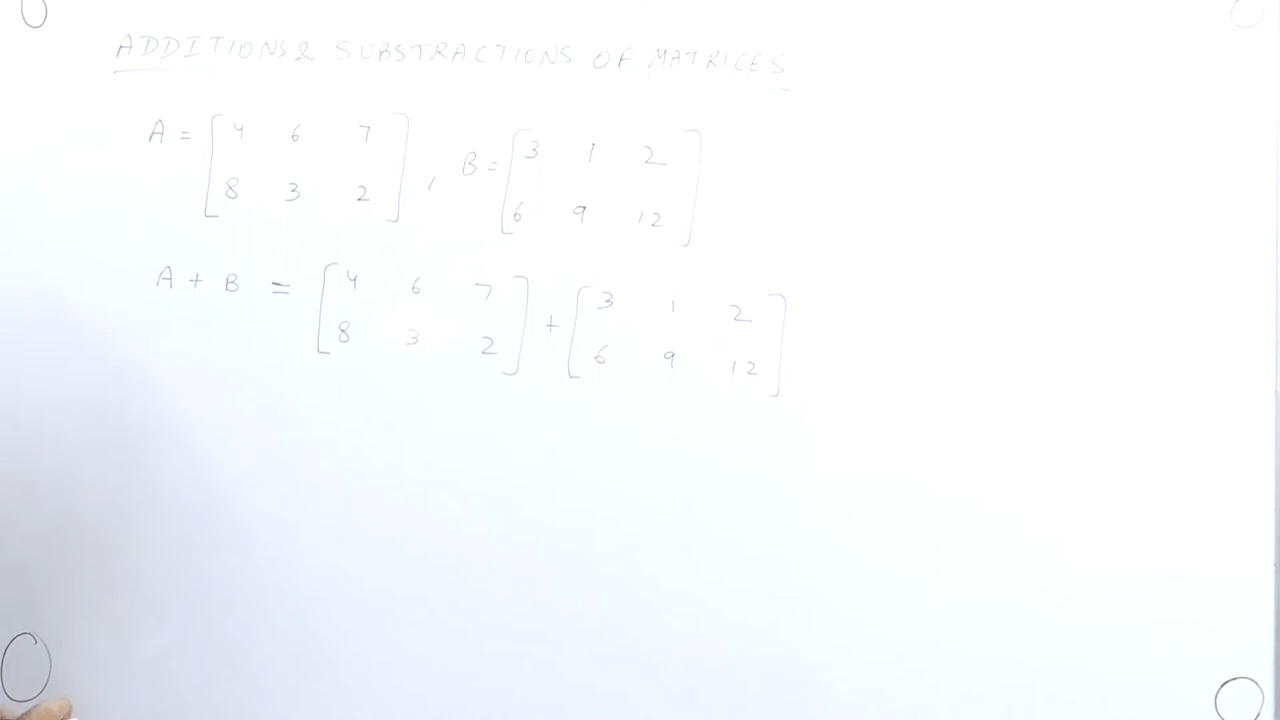 ADDITIONS & SUBSTRACTIONS OF MATRICES
A = [ 4 6 7
8 3 2 ] , B = [ 3 1 2
6 9 12 ]
A + B = [ 4 6 7
8 3 2 ] + [ 3 1 2
6 9 12 ]